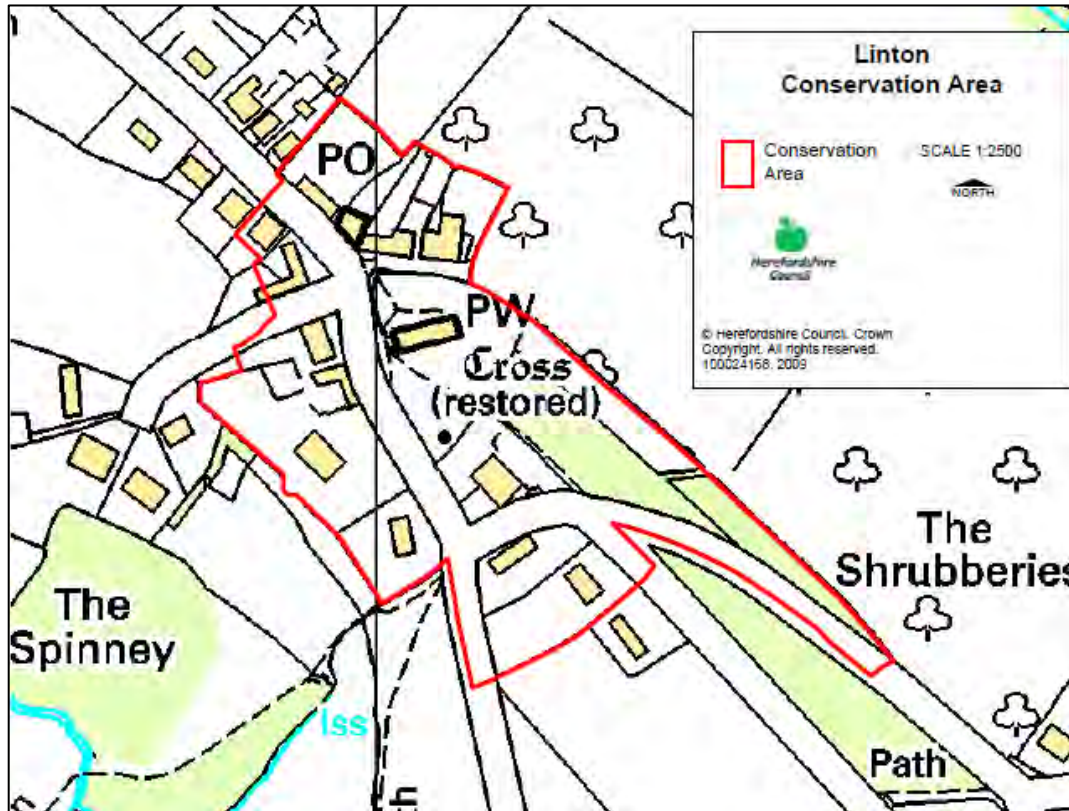 Linton
Conservation Area
Conservation
Area
SCALE 1:2500
NORTH
Herefordshire
Council
© Herefordshire Council. Crown
Copyright. All rights reserved.
100024168, 2009
PO
PW
Cross
(restored)
The
Shrubberies
The
Spinney
Iss
Path